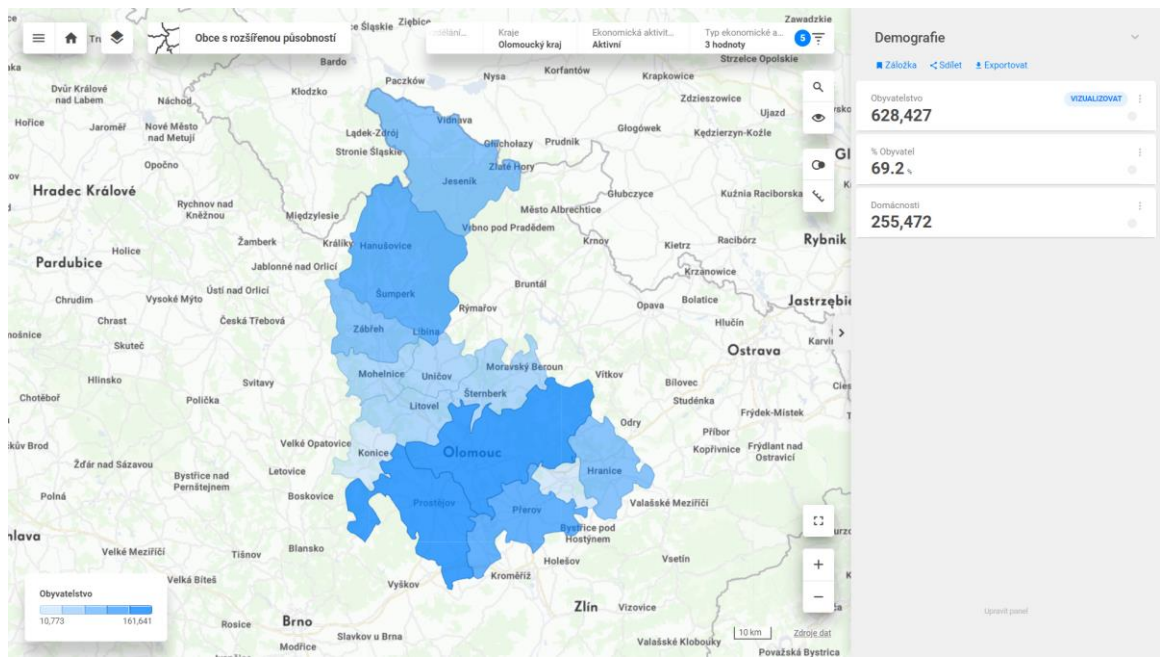 Obce s rozšířenou působností
Kraje
Olomoucký kraj
Ekonomická aktivit...
Aktivní
Typ ekonomické a...
3 hodnoty
5
Zawadzkie
Ziębice
Strzelce Opolskie
Bardo
Korfantów
Paczków
Nysa
Krapkowice
Dvůr Králové
nad Labem
Kłodzko
Náchod
Zdzieszowice
Vidnava
Ujazd
Hořice
Jaroměř
Nové Město
nad Metují
Lądek-Zdrój
Głuchołazy
Prudnik
Głogówek
Kędzierzyn-Koźle
Stronie Śląskie
Opočno
Zlaté Hory
Jeseník
Hradec Králové
Głubczyce
Kuźnia Raciborska
Rychnov nad
Kněžnou
Międzylesie
Město Albrechtice
Vrbno pod Pradědem
Žamberk
Králíky
Hanušovice
Krnov
Kietrz
Racibórz
Rybnik
Holice
Pardubice
Jablonné nad Orlicí
Krzanowice
Bruntál
Ústí nad Orlicí
Chrudim
Vysoké Mýto
Šumperk
Opava
Bolatice
Jastrzębie
Rýmařov
Chrast
Česká Třebová
Hlučín
Zábřeh
Libina
Skuteč
Karvi
Ostrava
Moravský Beroun
Mohelnice
Uničov
Vítkov
Hlinsko
Svitavy
Bílovec
Chotěboř
Polička
Šternberk
Studénka
Litovel
Frýdek-Místek
Odry
Příbor
Velké Opatovice
Konice
Olomouc
Kopřivnice
Frýdlant nad
Ostravicí
Žďár nad Sázavou
Letovice
Hranice
Bystřice nad
Pernštejnem
Polná
Boskovice
Prostějov
Přerov
Valašské Meziříčí
Bystřice pod
Hostýnem
Velké Meziříčí
Tišnov
Blansko
Holešov
Vsetín
Velká Bíteš
Vyškov
Kroměříž
Zlín
Vizovice
Rosice
Brno
Slavkov u Brna
Modřice
Valašské Klobouky
Považská Bystrica
Obyvatelstvo
10,773
161,641
10 km
Zdroje dat
Demografie
Záložka
Sdílet
Exportovat
Obyvatelstvo
VIZUALIZOVAT
628,427
% Obyvatel
69.2 %
Domácnosti
255,472
Upravit panel